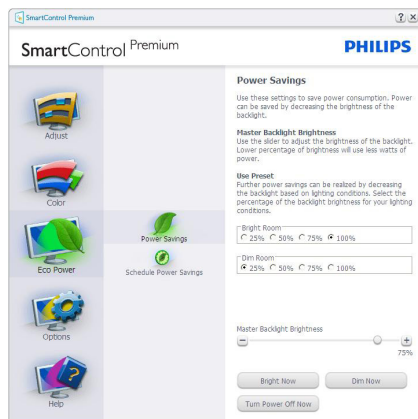 SmartControl Premium
SmartControl Premium
PHILIPS
Adjust
Color
Eco Power
Options
Help
Power Savings
Schedule Power Savings
Power Savings
Use these settings to save power consumption. Power
can be saved by decreasing the brightness of the
backlight.
Master Backlight Brightness
Use the slider to adjust the brightness of the backlight.
Lower percentage of brightness will use less watts of
power.
Use Preset
Further power savings can be realized by decreasing
the backlight based on lighting conditions. Select the
percentage of the backlight brightness for your lighting
conditions.
Bright Room
25% 50% 75% 100%
Dim Room
25% 50% 75% 100%
Master Backlight Brightness
75%
Bright Now Dim Now
Turn Power Off Now